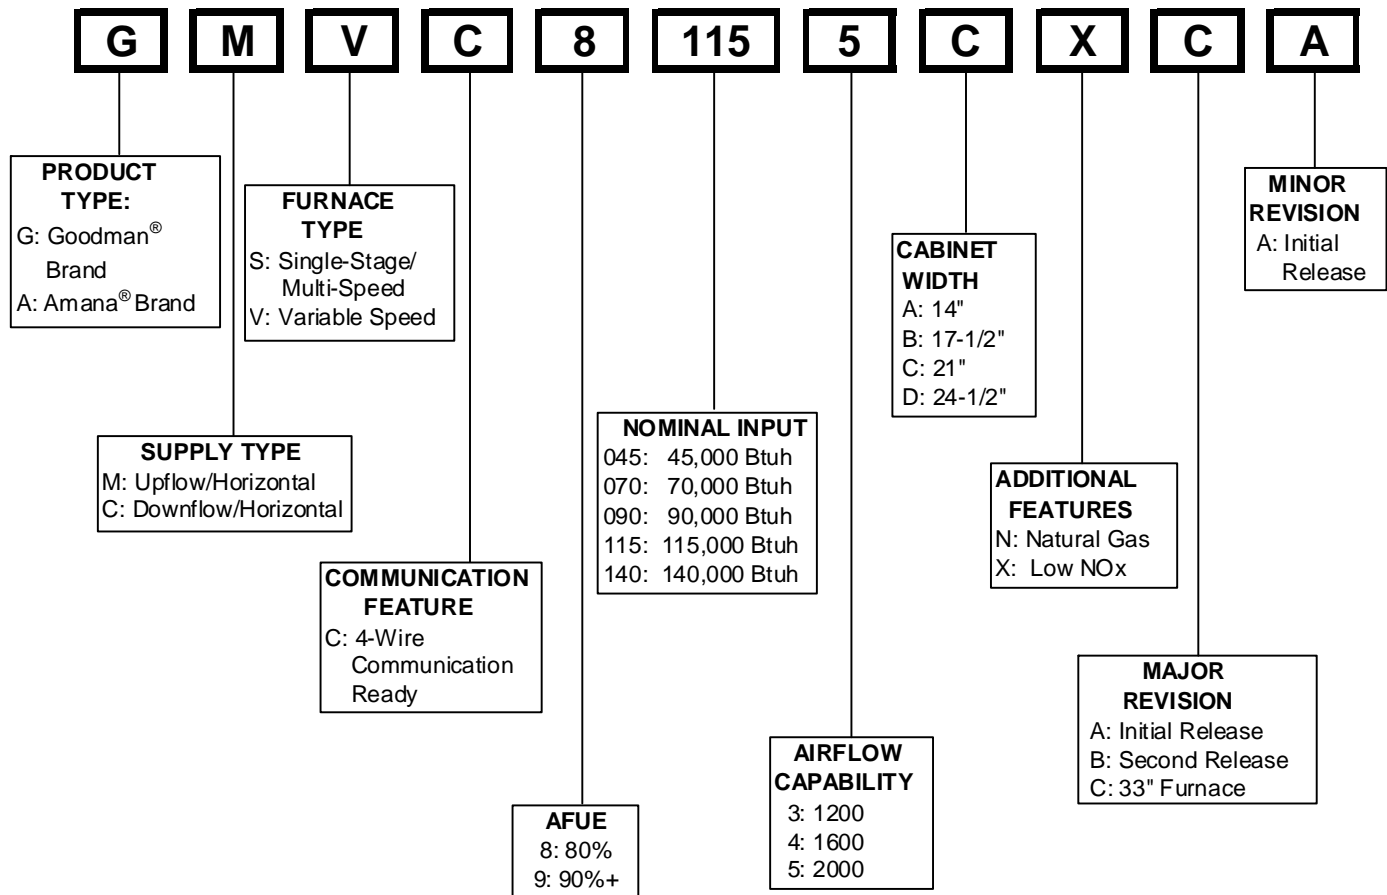 G M V C 8 115 5 C X C A
PRODUCT
TYPE:
G: Goodman®
Brand
A: Amana® Brand
SUPPLY TYPE
M: Upflow/Horizontal
C: Downflow/Horizontal
FURNACE
TYPE
S: Single-Stage/
Multi-Speed
V: Variable Speed
COMMUNICATION
FEATURE
C: 4-Wire
Communication
Ready
AFUE
8: 80%
9: 90%+
NOMINAL INPUT
045: 45,000 Btuh
070: 70,000 Btuh
090: 90,000 Btuh
115: 115,000 Btuh
140: 140,000 Btuh
AIRFLOW
CAPABILITY
3: 1200
4: 1600
5: 2000
CABINET
WIDTH
A: 14"
B: 17-1/2"
C: 21"
D: 24-1/2"
ADDITIONAL
FEATURES
N: Natural Gas
X: Low NOx
MAJOR
REVISION
A: Initial Release
B: Second Release
C: 33" Furnace
MINOR
REVISION
A: Initial
Release